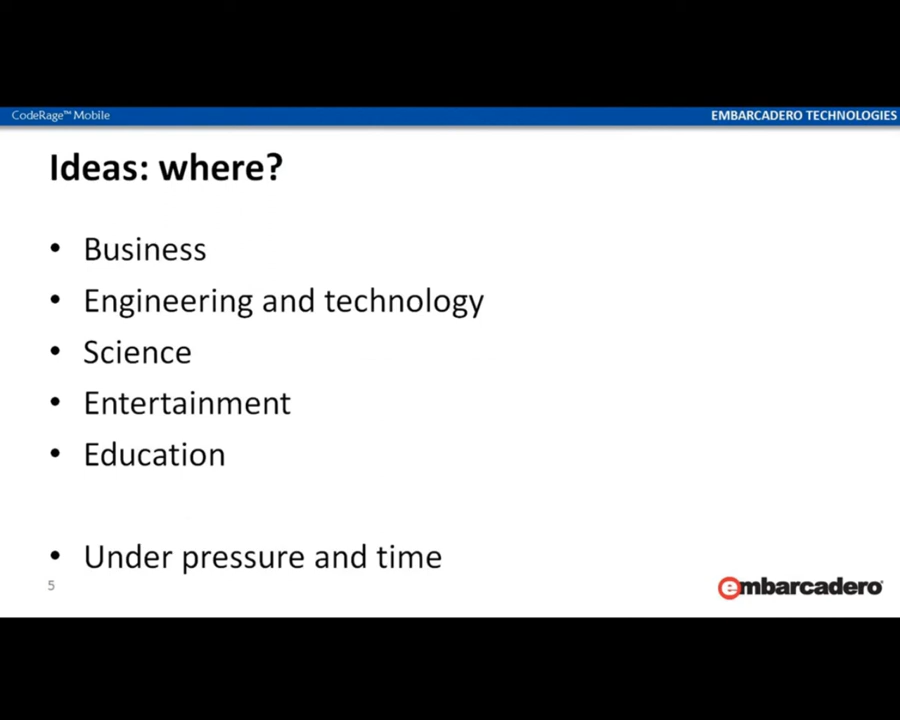 CodeRage™ Mobile
EMBARCADERO TECHNOLOGIES
Ideas: where?
• Business
• Engineering and technology
• Science
• Entertainment
• Education
• Under pressure and time
5
embarcadero